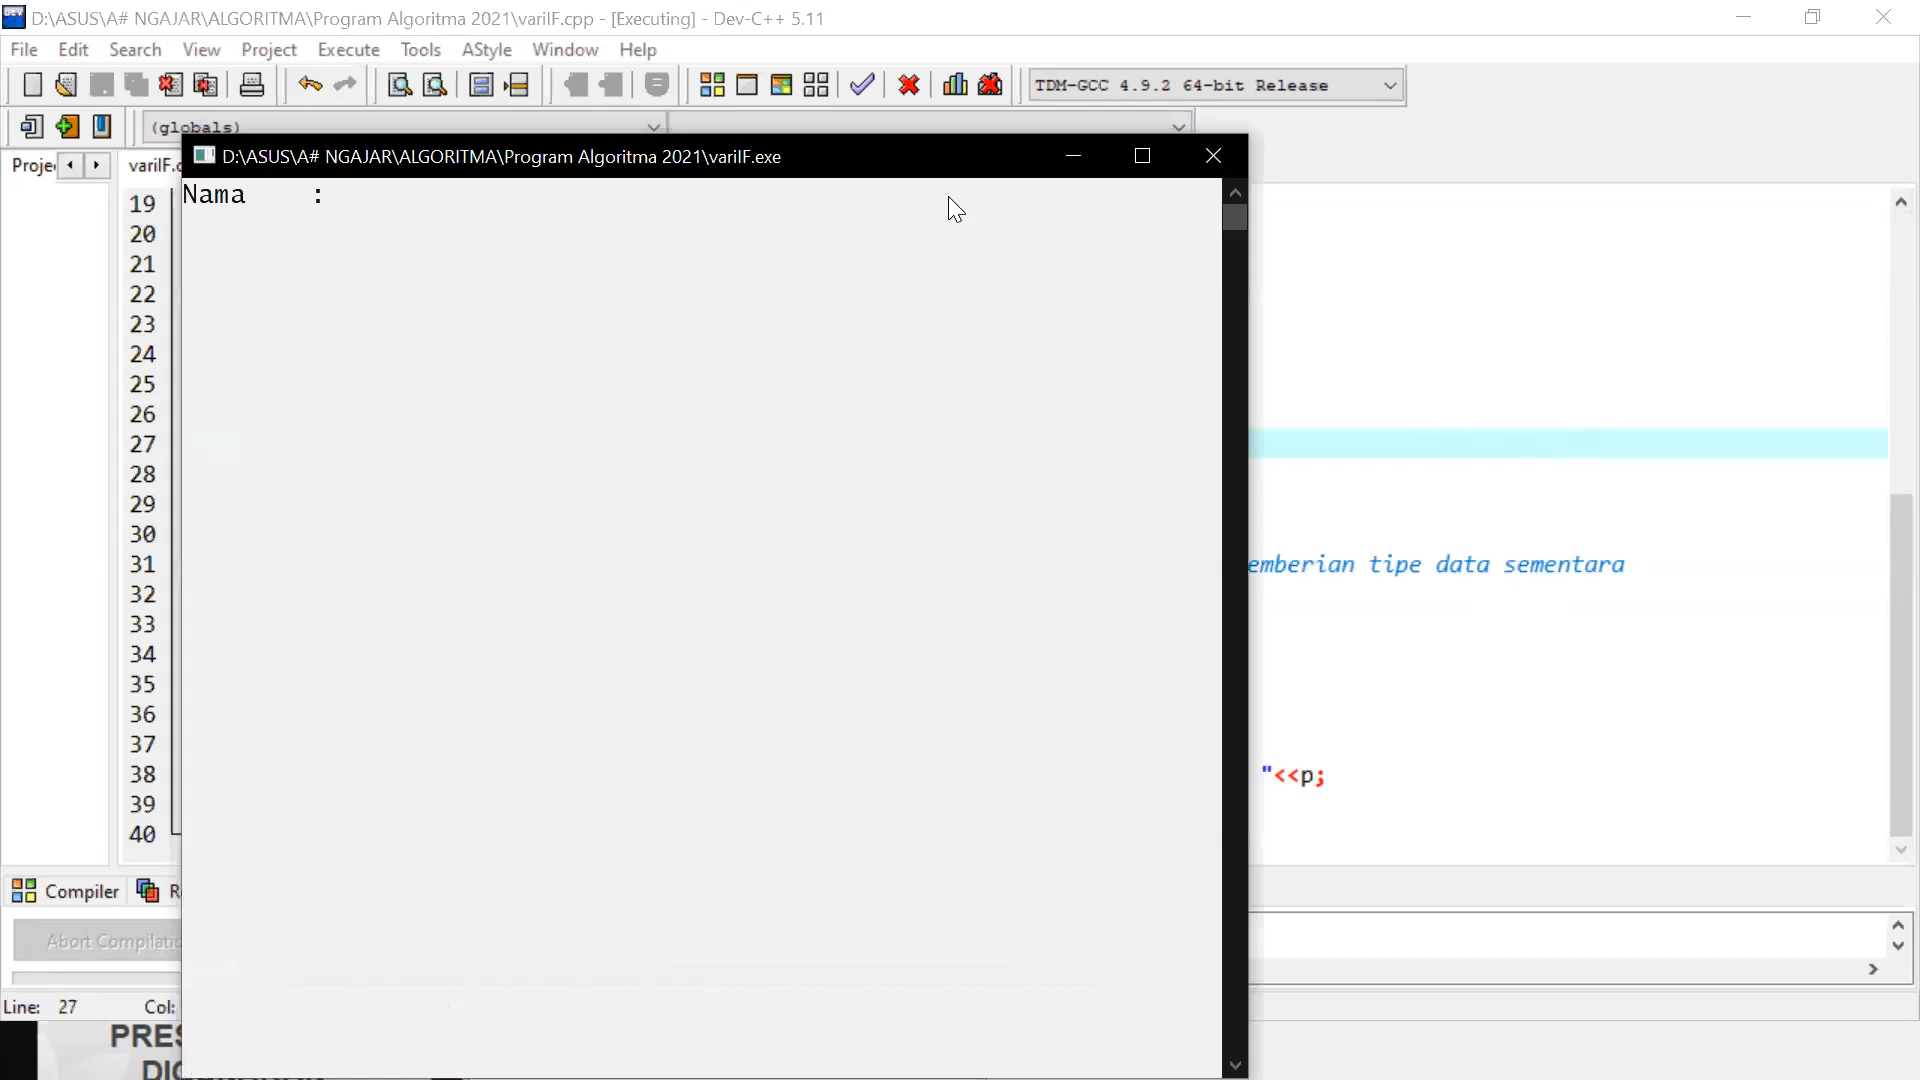 D:\ASUS\A# NGAJAR\ALGORITMA\Program Algoritma 2021\variIF.cpp - [Executing] - Dev-C++ 5.11
File Edit Search View Project Execute Tools AStyle Window Help
TDM-GCC 4.9.2 64-bit Release
(globals)
D:\ASUS\A# NGAJAR\ALGORITMA\Program Algoritma 2021\variIF.exe
Nama :
19
20
21
22
23
24
25
26
27
28
29
30
31 emberian tipe data sementara
32
33
34
35
36
37
38 "<<p;
39
40
Compiler
Line: 27 Col: